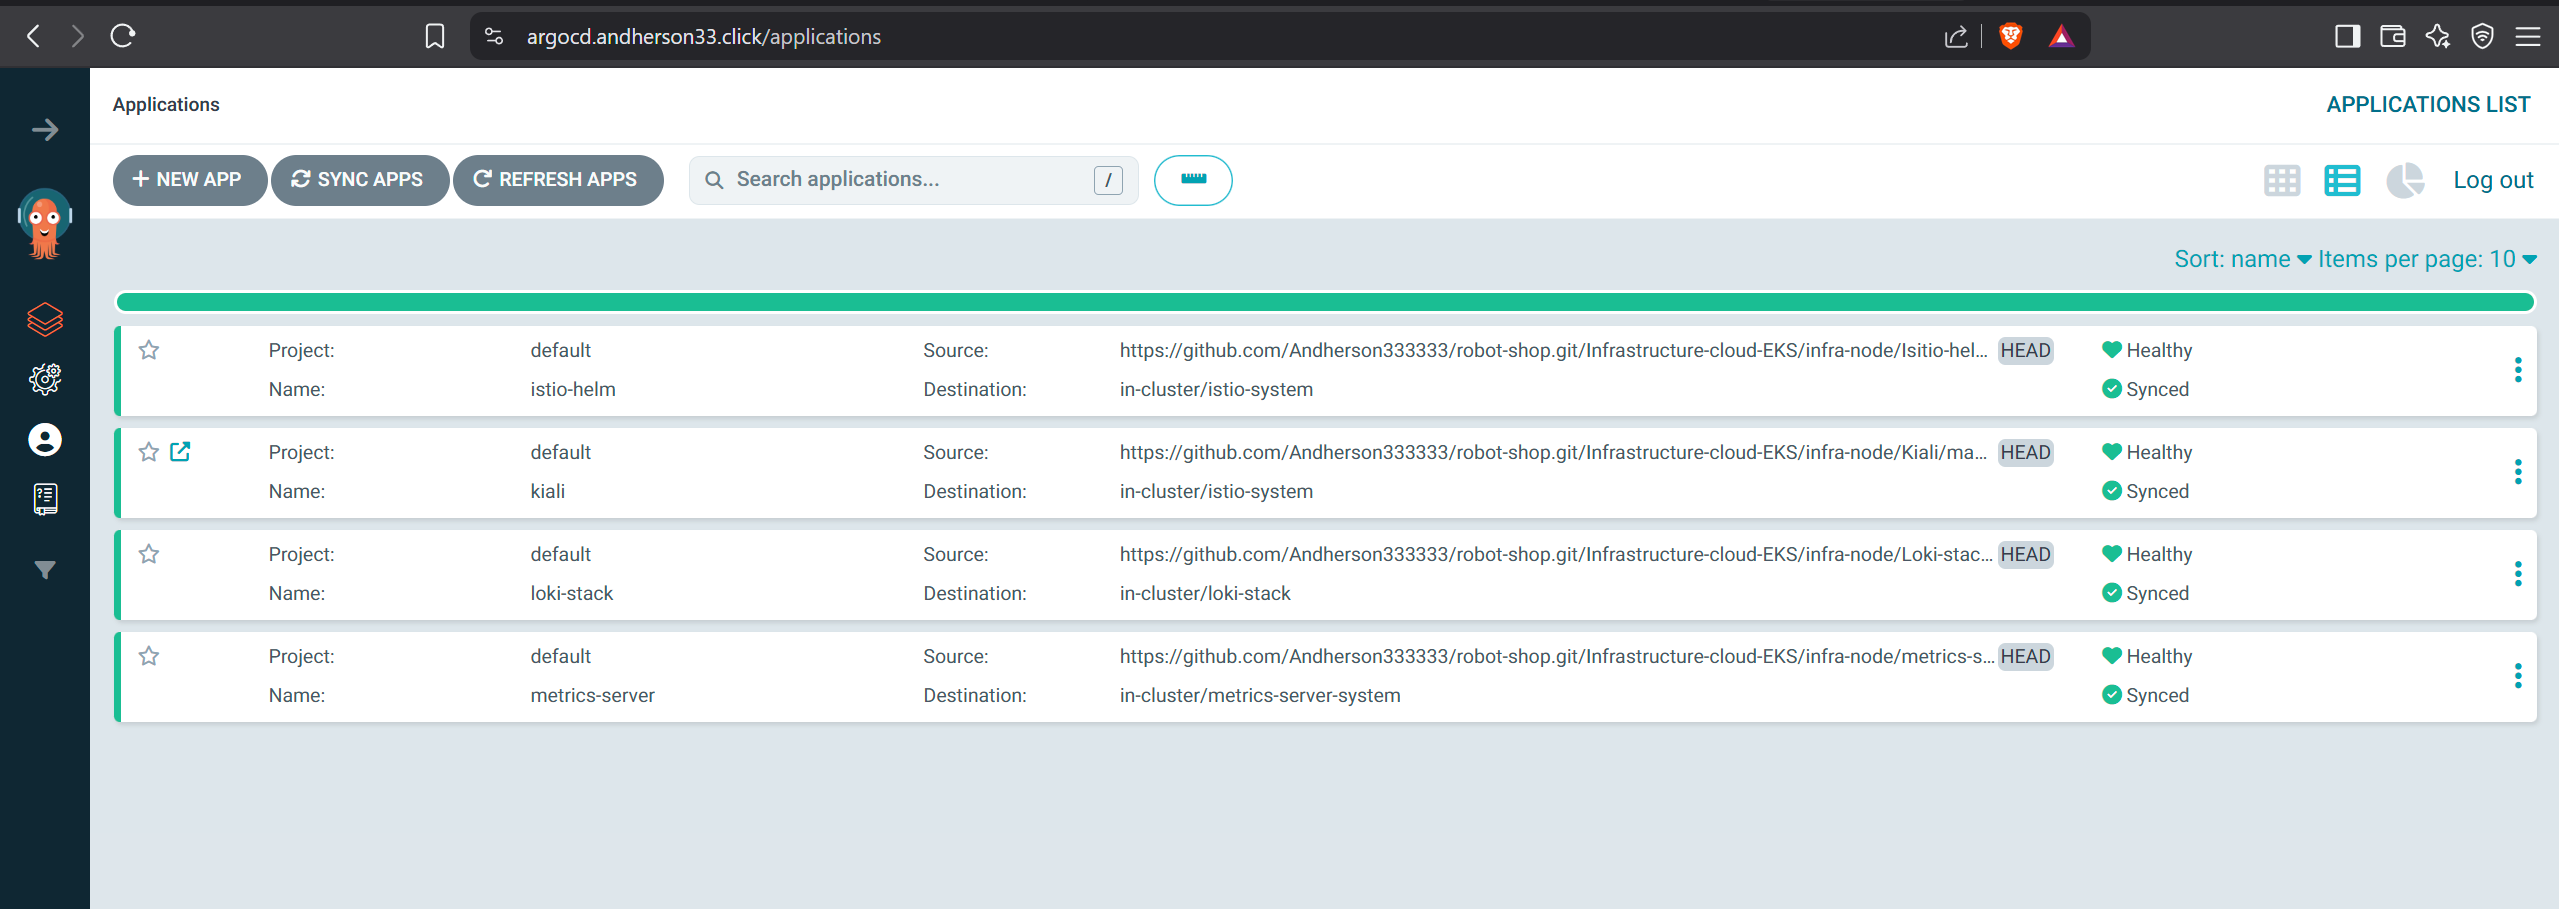 argocd.andherson33.click/applications
Applications
APPLICATIONS LIST
+ NEW APP
SYNC APPS
REFRESH APPS
Search applications...
/
Log out
Sort: name
Items per page: 10
Project: default Source: https://github.com/Andherson333333/robot-shop.git/Infrastructure-cloud-EKS/infra-node/Isitio-hel... HEAD Healthy
Name: istio-helm Destination: in-cluster/istio-system Synced
Project: default Source: https://github.com/Andherson333333/robot-shop.git/Infrastructure-cloud-EKS/infra-node/Kiali/ma... HEAD Healthy
Name: kiali Destination: in-cluster/istio-system Synced
Project: default Source: https://github.com/Andherson333333/robot-shop.git/Infrastructure-cloud-EKS/infra-node/Loki-stac... HEAD Healthy
Name: loki-stack Destination: in-cluster/loki-stack Synced
Project: default Source: https://github.com/Andherson333333/robot-shop.git/Infrastructure-cloud-EKS/infra-node/metrics-s... HEAD Healthy
Name: metrics-server Destination: in-cluster/metrics-server-system Synced